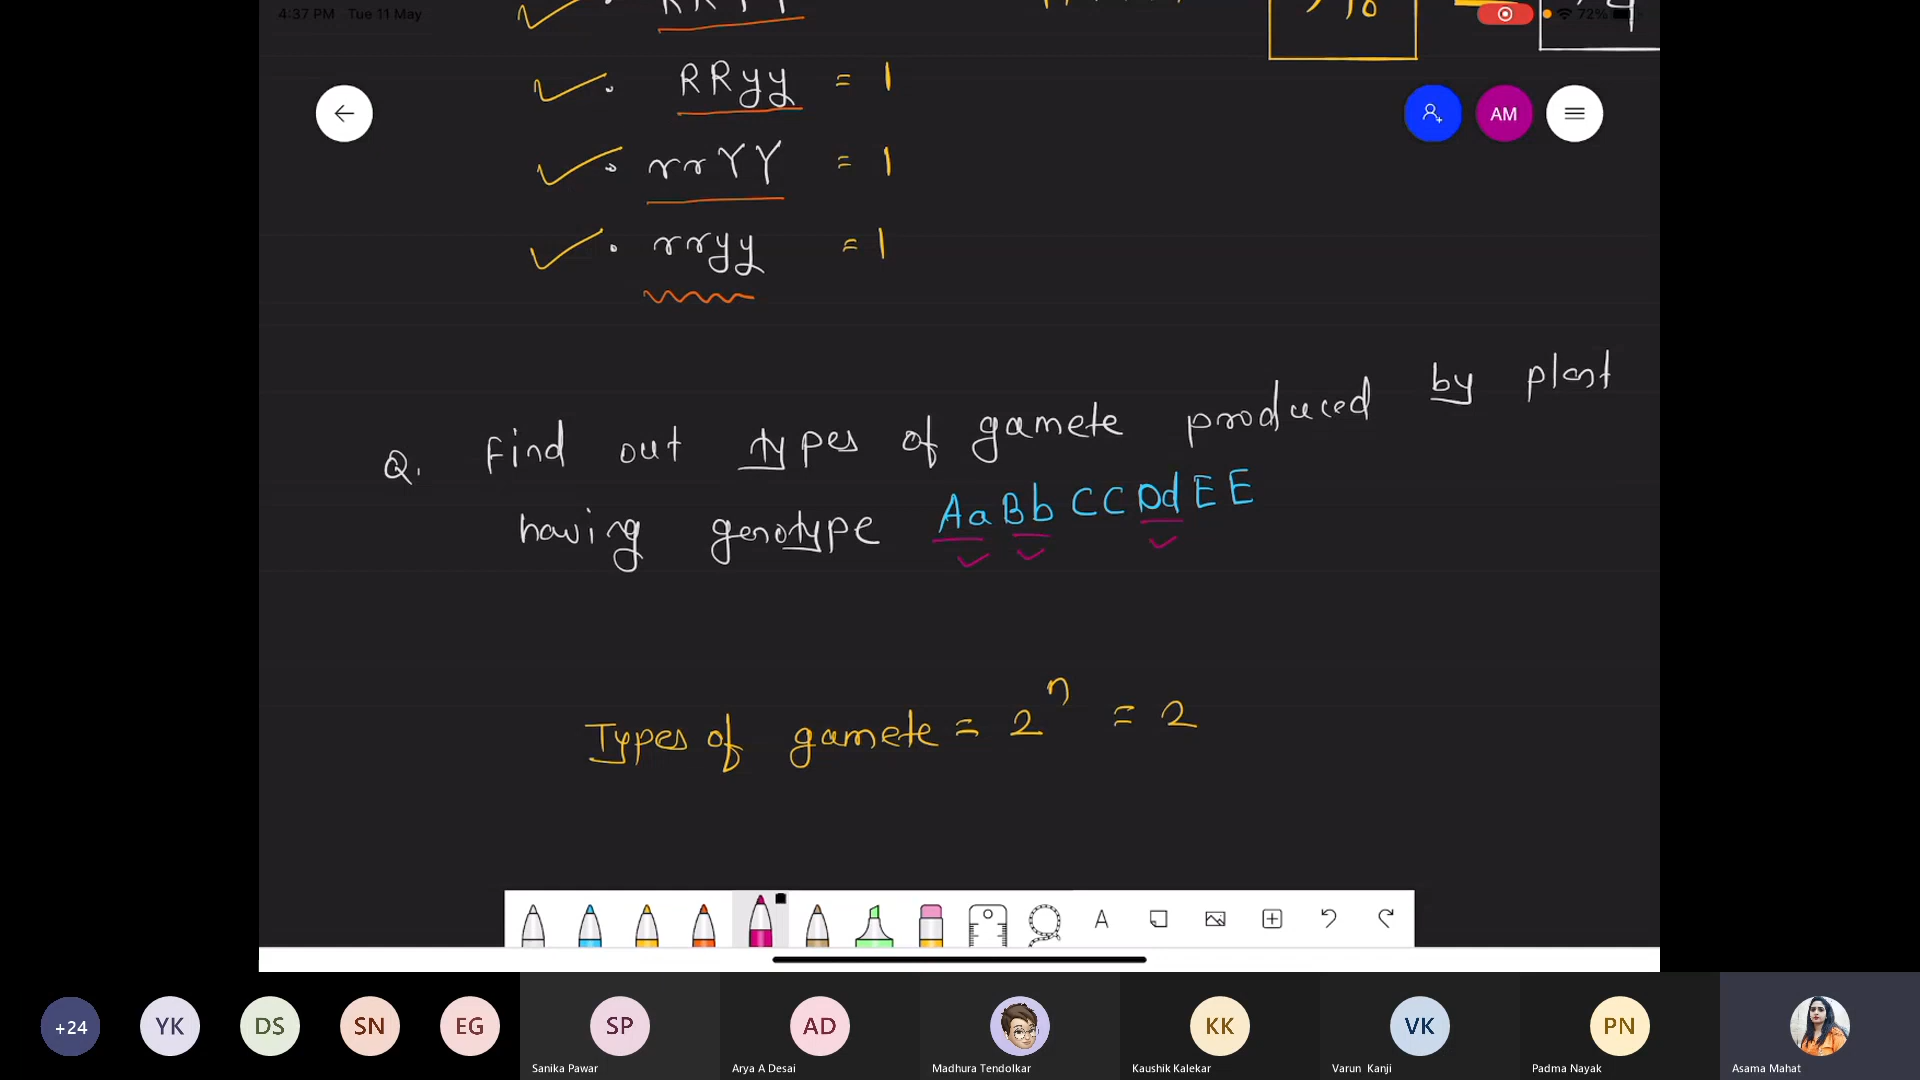 4:37 PM Tue 11 May
72%
RRyy = 1
rrYY = 1
rryy = 1
AM
Q. Find out types of gamete produced by plant
having genotype AaBbCCDdEE
Types of gamete = 2ⁿ = 2
A
+24
YK
DS
SN
EG
SP
AD
KK
VK
PN
Sanika Pawar
Arya A Desai
Madhura Tendolkar
Kaushik Kalekar
Varun Kanji
Padma Nayak
Asama Mahat